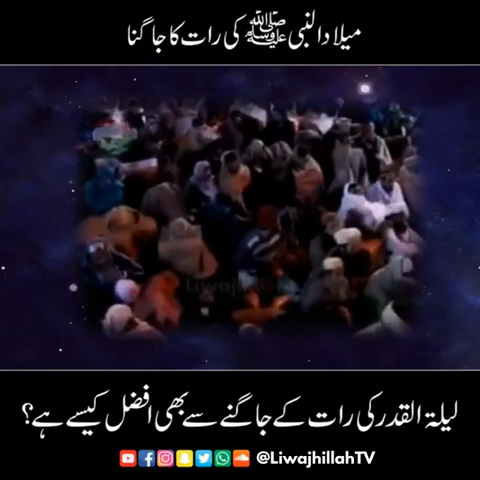 میلادالنبی ﷺ کی رات کا جاگنا
Liwajhillah
لیلۃ القدر کی رات کے جاگنے سے بھی افضل کیسے ہے؟
@LiwajhillahTV